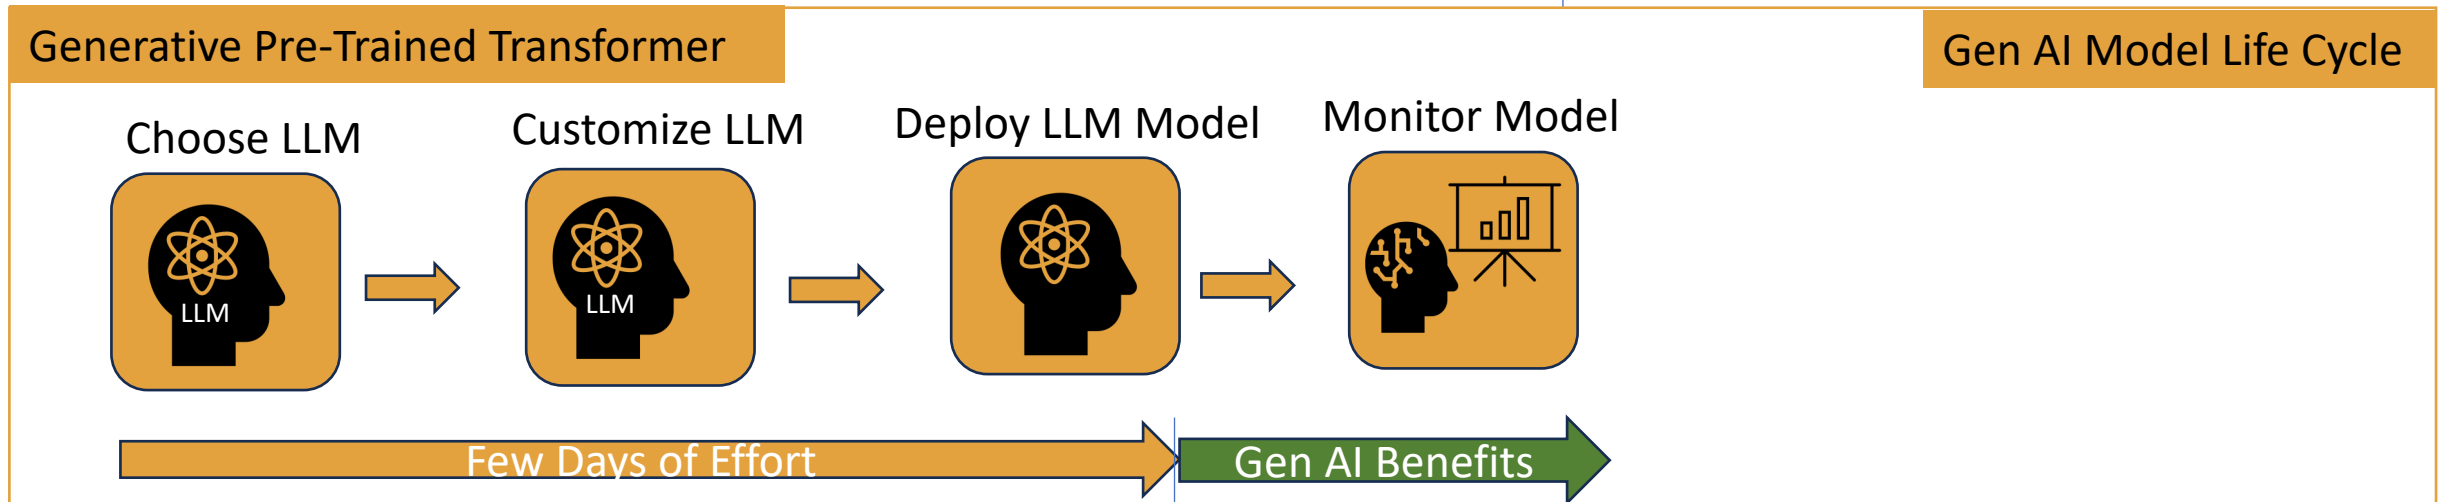 Generative Pre-Trained Transformer
Gen AI Model Life Cycle
Choose LLM
Customize LLM
Deploy LLM Model
Monitor Model
LLM
LLM
Few Days of Effort
Gen AI Benefits